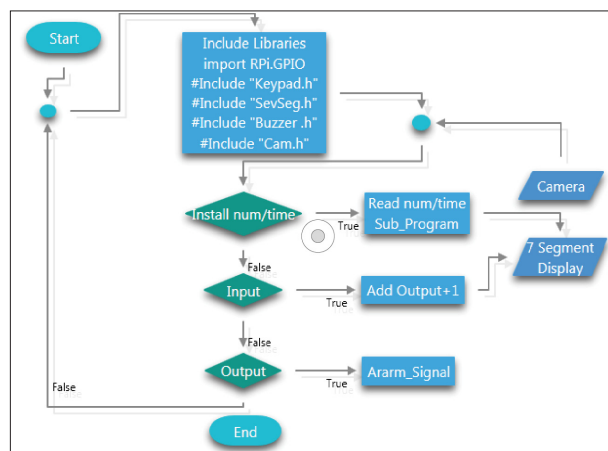 Start
Include Libraries
import RPi.GPIO
#Include "Keypad.h"
#Include "SevSeg.h"
#Include "Buzzer .h"
#Include "Cam.h"
Camera
Install num/time
True
Read num/time
Sub_Program
7 Segment
Display
False
Input
True
Add Output+1
False
Output
True
Ararm_Signal
False
End